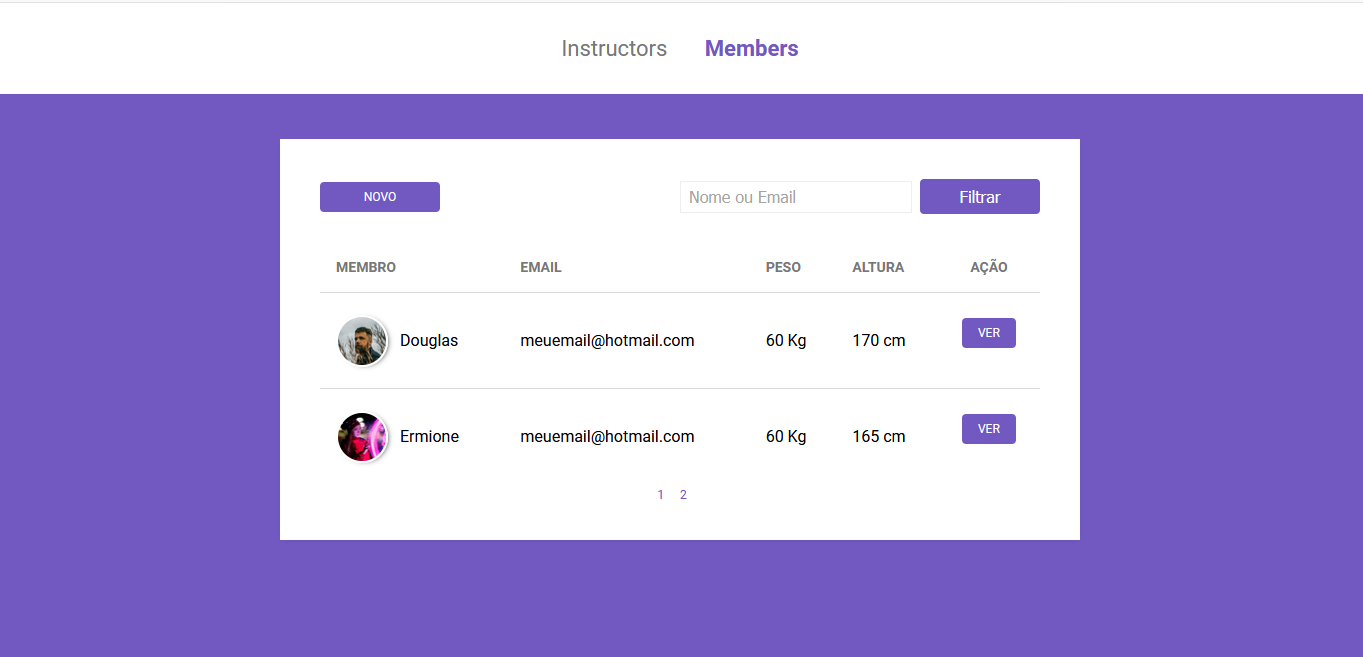 Instructors Members
NOVO Nome ou Email Filtrar
MEMBRO EMAIL PESO ALTURA AÇÃO
Douglas meuemail@hotmail.com 60 Kg 170 cm VER
Ermione meuemail@hotmail.com 60 Kg 165 cm VER
1 2